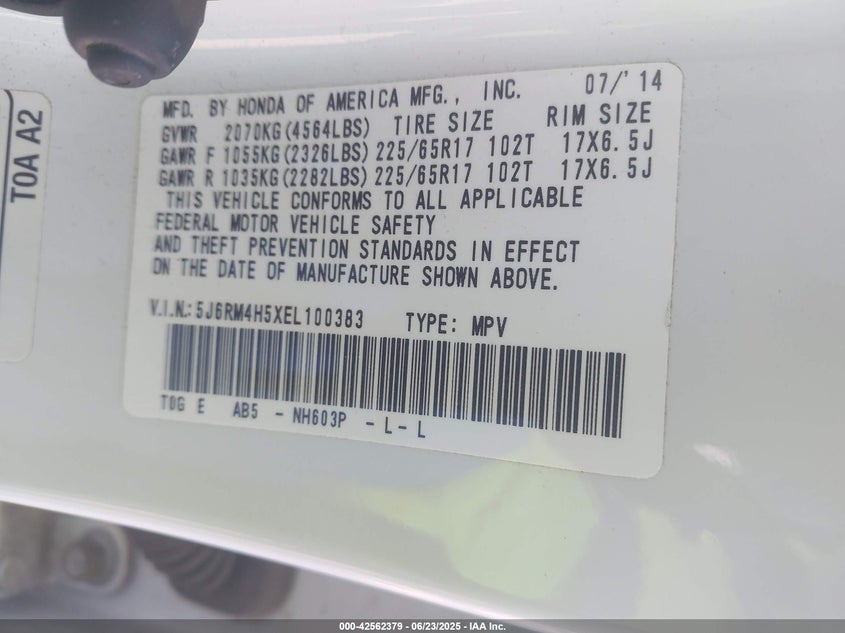 TOA A2
MFD. BY HONDA OF AMERICA MFG., INC. 07/'14
GVWR 2070KG(4564LBS) TIRE SIZE RIM SIZE
GAWR F 1055KG(2326LBS) 225/65R17 102T 17X6.5J
GAWR R 1035KG(2282LBS) 225/65R17 102T 17X6.5J
THIS VEHICLE CONFORMS TO ALL APPLICABLE
FEDERAL MOTOR VEHICLE SAFETY
AND THEFT PREVENTION STANDARDS IN EFFECT
ON THE DATE OF MANUFACTURE SHOWN ABOVE.
V.I.N.: 5J6RM4H5XEL100383 TYPE: MPV
T0G E AB5 - NH603P - L - L
000-42562379 - 06/23/2025 - IAA Inc.